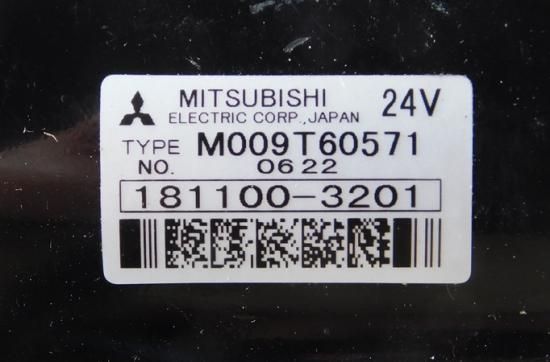 MITSUBISHI 24V
ELECTRIC CORP., JAPAN
TYPE M009T60571
NO. 0622
181100-3201